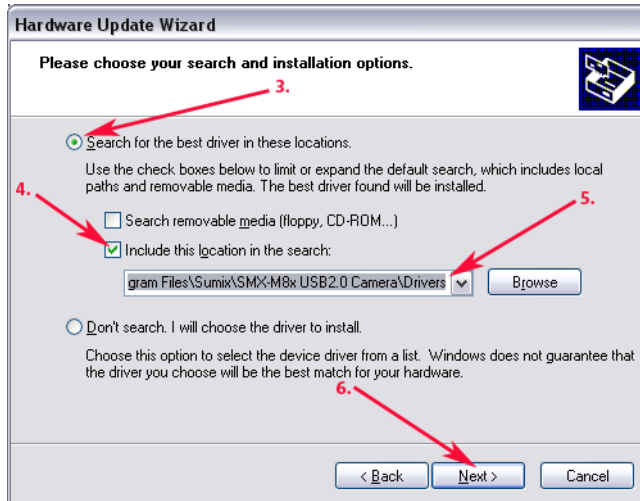 Hardware Update Wizard
Please choose your search and installation options.
3.
Search for the best driver in these locations.
Use the check boxes below to limit or expand the default search, which includes local
paths and removable media. The best driver found will be installed.
4.
5.
Search removable media (floppy, CD-ROM...)
Include this location in the search:
gram Files\Sumix\SMX-M8x USB2.0 Camera\Drivers
Browse
Don't search. I will choose the driver to install.
Choose this option to select the device driver from a list. Windows does not guarantee that
the driver you choose will be the best match for your hardware.
6.
< Back
Next >
Cancel